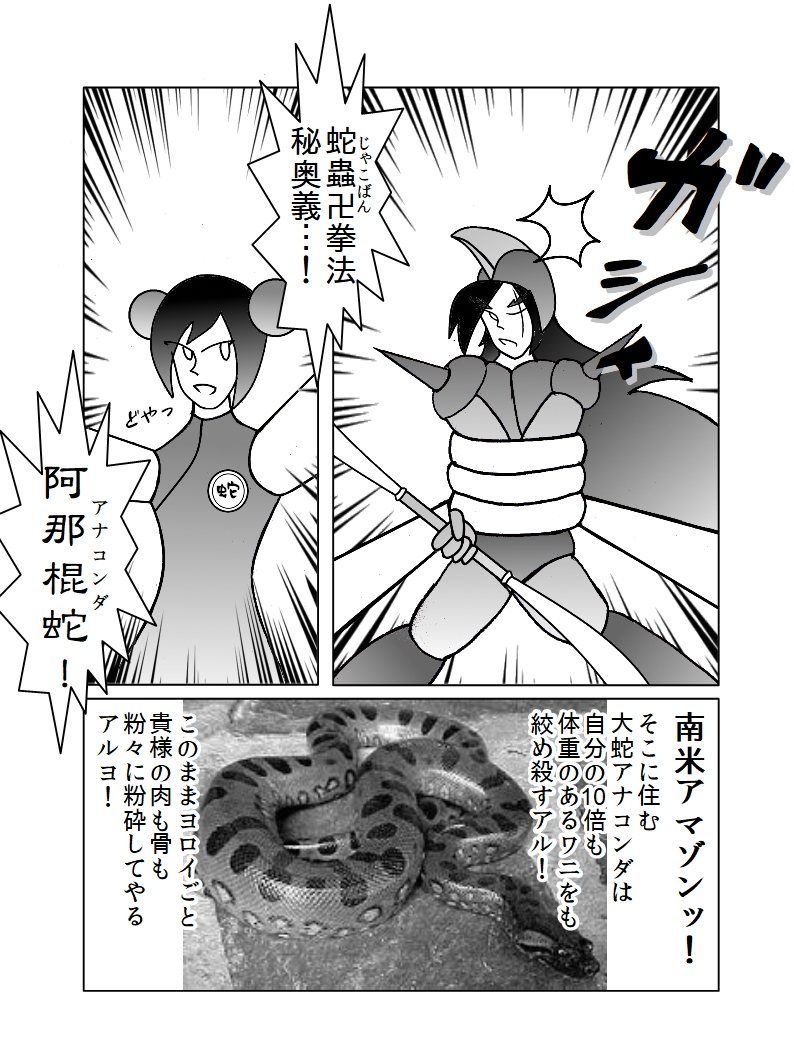 ガシィ
蛇蟲卍拳法
じゃこばん
秘奥義…！
どやっ
蛇
阿那棍蛇！
アナコンダ
南米アマゾンッ！
そこに住む
大蛇アナコンダは
自分の10倍も
体重のあるワニをも
絞め殺すアル！
このままヨロイごと
貴様の肉も骨も
粉々に粉砕してやる
アルヨ！